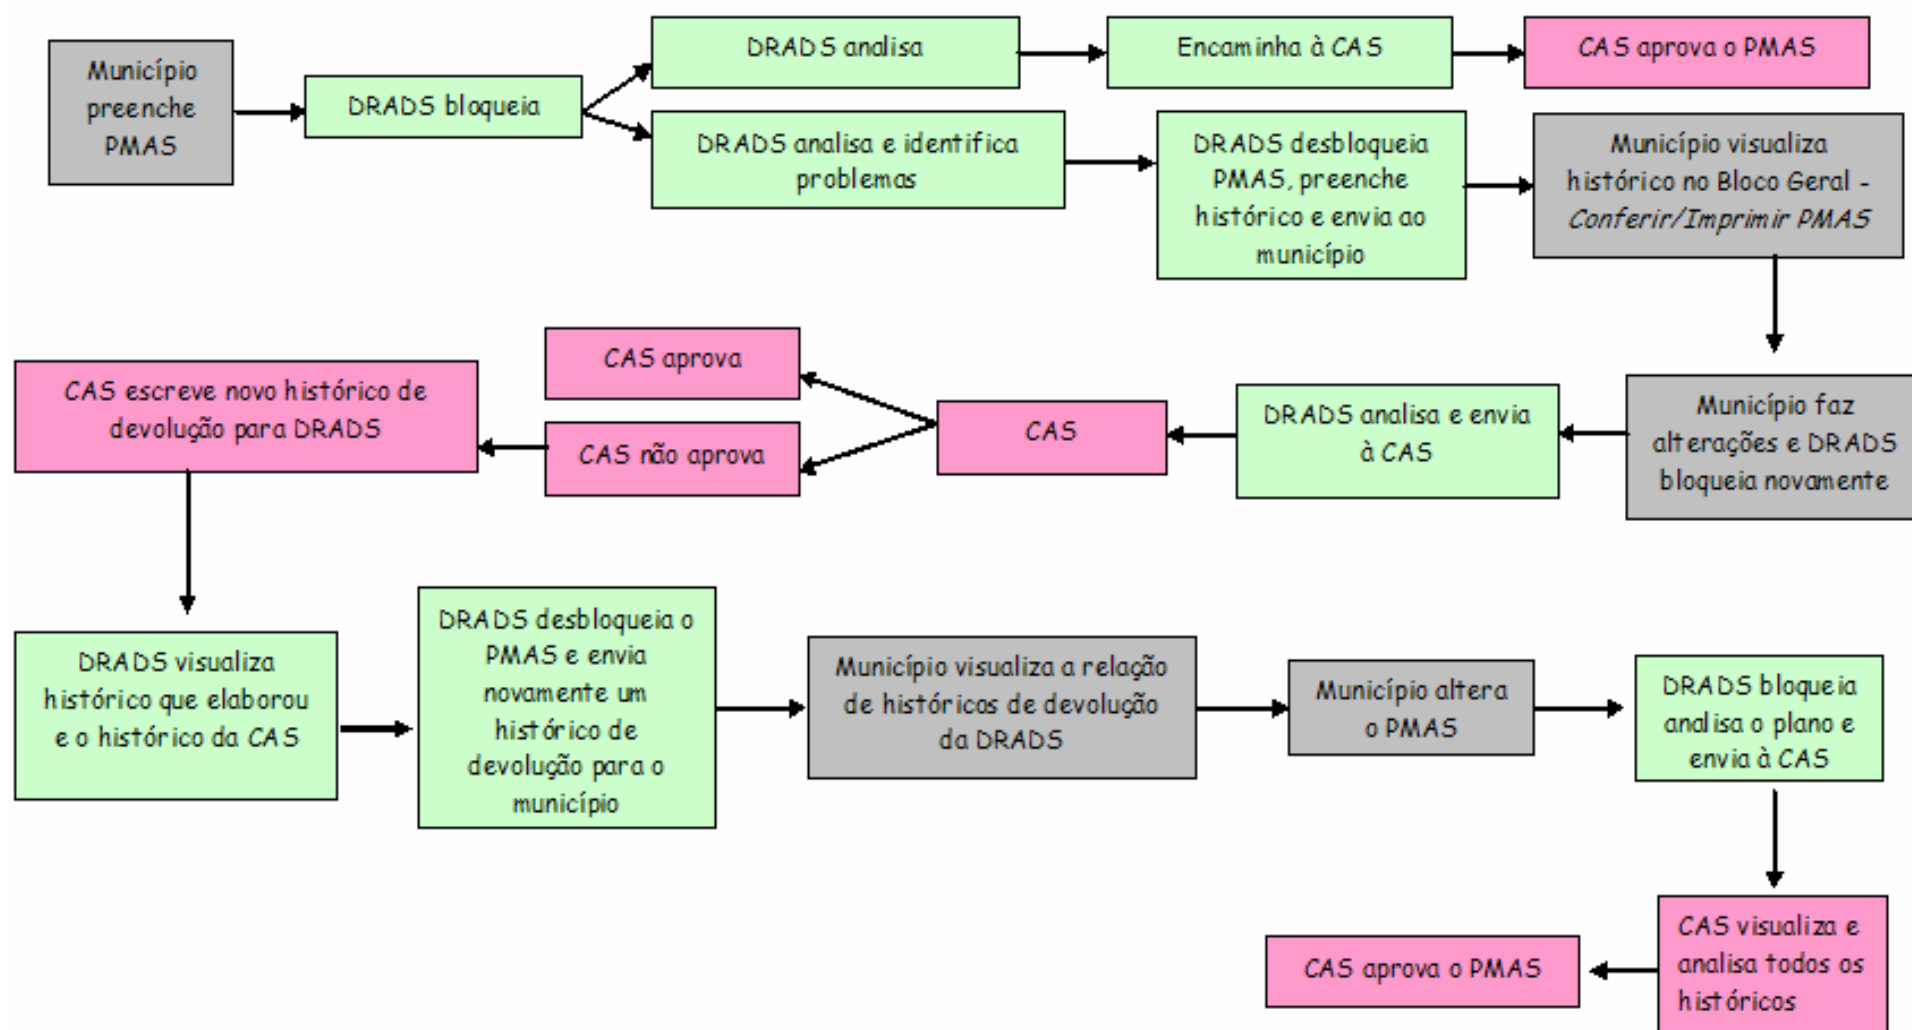 Município
preenche
PMAS
DRADS bloqueia
DRADS analisa
Encaminha à CAS
CAS aprova o PMAS
DRADS analisa e identifica
problemas
DRADS desbloqueia
PMAS, preenche
histórico e envia ao
município
Município visualiza
histórico no Bloco Geral -
Conferir/Imprimir PMAS
Município faz
alterações e DRADS
bloqueia novamente
DRADS analisa e envia
à CAS
CAS
CAS aprova
CAS não aprova
CAS escreve novo histórico de
devolução para DRADS
DRADS visualiza
histórico que elaborou
e o histórico da CAS
DRADS desbloqueia o
PMAS e envia
novamente um
histórico de
devolução para o
município
Município visualiza a relação
de históricos de devolução
da DRADS
Município altera
o PMAS
DRADS bloqueia
analisa o plano e
envia à CAS
CAS visualiza e
analisa todos os
históricos
CAS aprova o PMAS